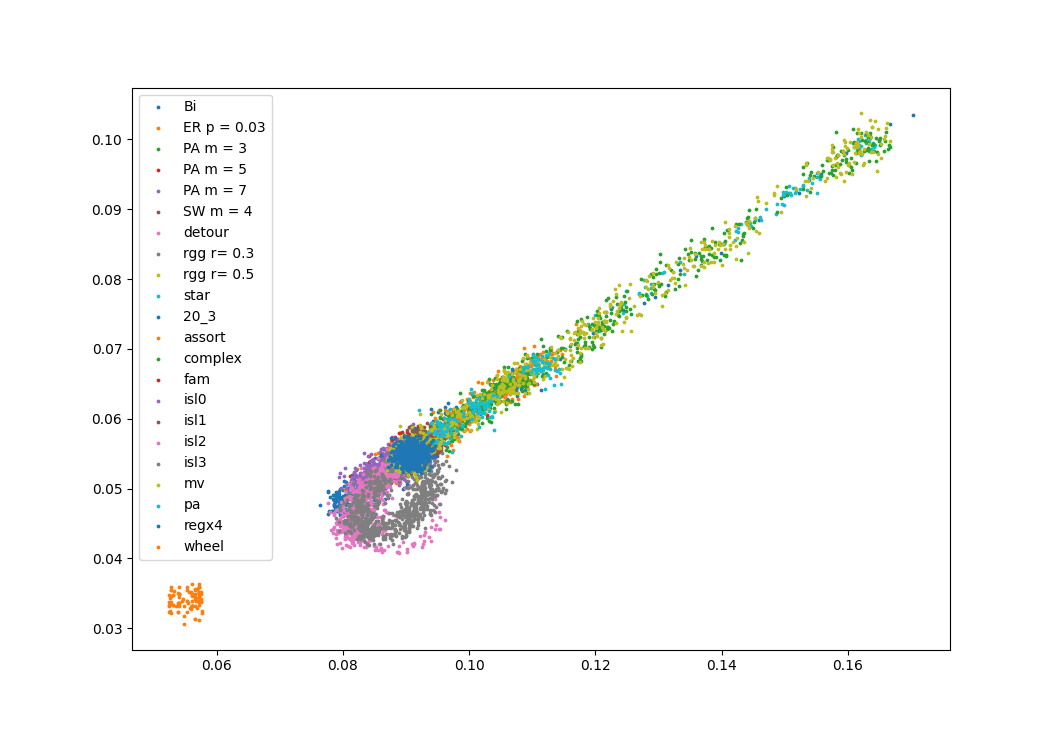 0.10
0.09
0.08
0.07
0.06
0.05
0.04
0.03
Bi
ER p = 0.03
PA m = 3
PA m = 5
PA m = 7
SW m = 4
detour
rgg r= 0.3
rgg r= 0.5
star
20_3
assort
complex
fam
isl0
isl1
isl2
isl3
mv
pa
regx4
wheel
0.06 0.08 0.10 0.12 0.14 0.16